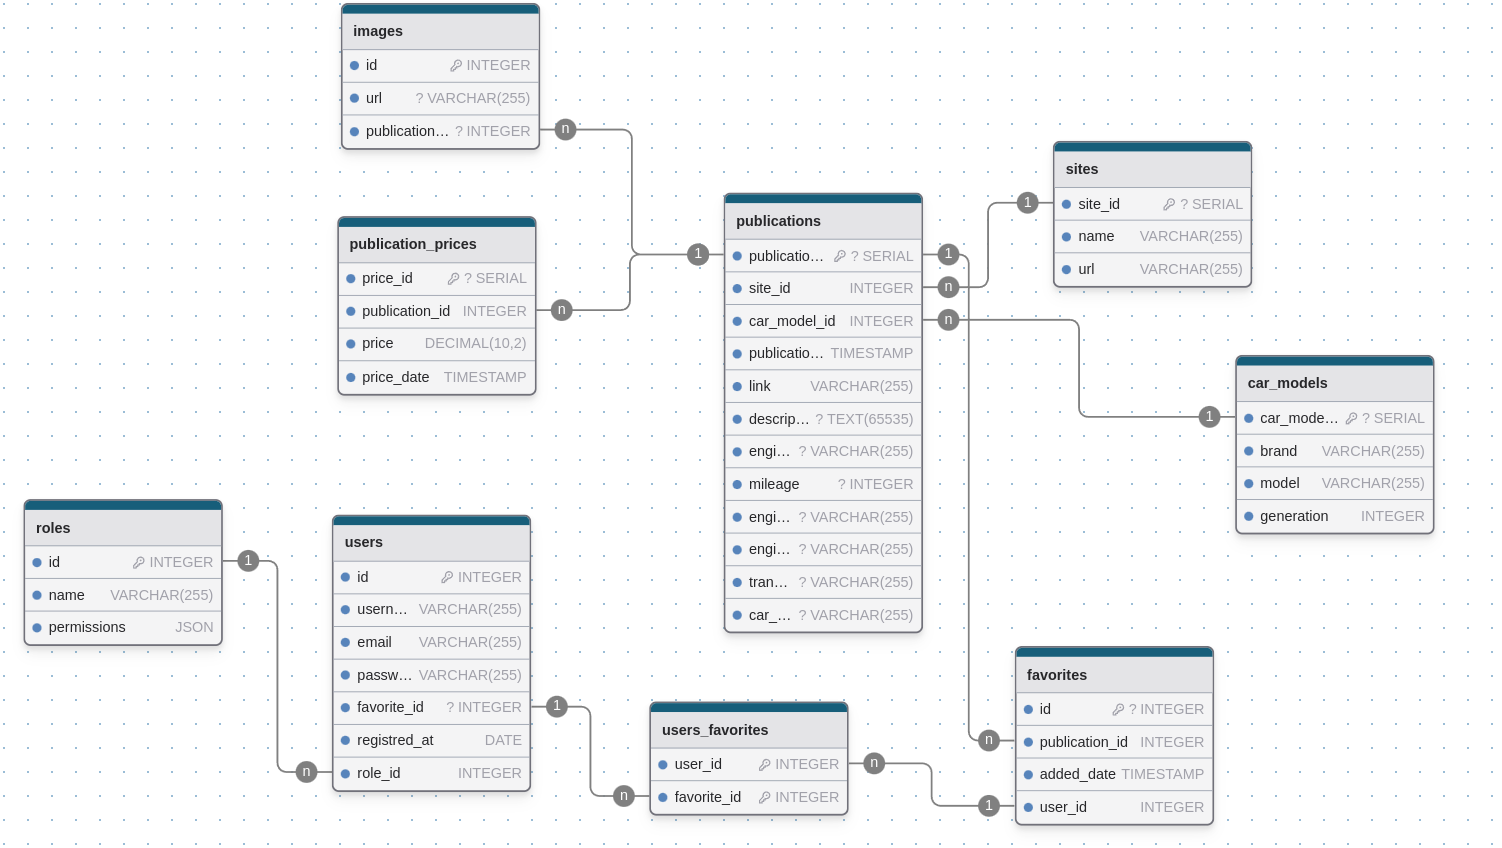 images
id ? INTEGER
url ? VARCHAR(255)
publication... ? INTEGER
n
publication_prices
price_id ? SERIAL
publication_id INTEGER
price DECIMAL(10,2)
price_date TIMESTAMP
n
1
publications
publicatio... ? SERIAL
site_id INTEGER
car_model_id INTEGER
publicatio... TIMESTAMP
link VARCHAR(255)
descrip... ? TEXT(65535)
engi... ? VARCHAR(255)
mileage ? INTEGER
engi... ? VARCHAR(255)
engi... ? VARCHAR(255)
tran... ? VARCHAR(255)
car_... ? VARCHAR(255)
1
n
n
1
sites
site_id ? SERIAL
name VARCHAR(255)
url VARCHAR(255)
1
car_models
car_mode... ? SERIAL
brand VARCHAR(255)
model VARCHAR(255)
generation INTEGER
roles
id INTEGER
name VARCHAR(255)
permissions JSON
1
n
users
id INTEGER
usern... VARCHAR(255)
email VARCHAR(255)
passw... VARCHAR(255)
favorite_id ? INTEGER
registred_at DATE
role_id INTEGER
1
n
users_favorites
user_id INTEGER
favorite_id INTEGER
n
n
1
favorites
id ? INTEGER
publication_id INTEGER
added_date TIMESTAMP
user_id INTEGER